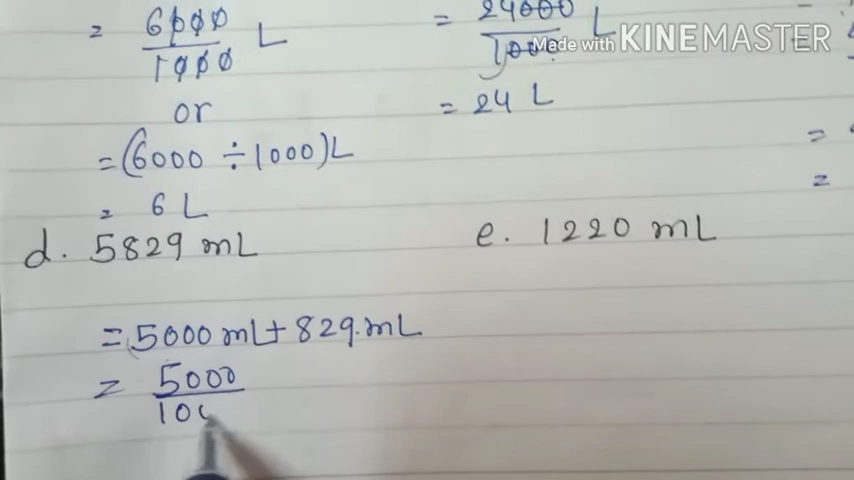 = 6000/1000 L
or
= (6000 ÷ 1000) L
= 6 L
= 24000/1000 L
= 24 L
Made with KINEMASTER
=
=
d. 5829 mL
e. 1220 mL
= 5000 mL + 829 mL
= 5000/100